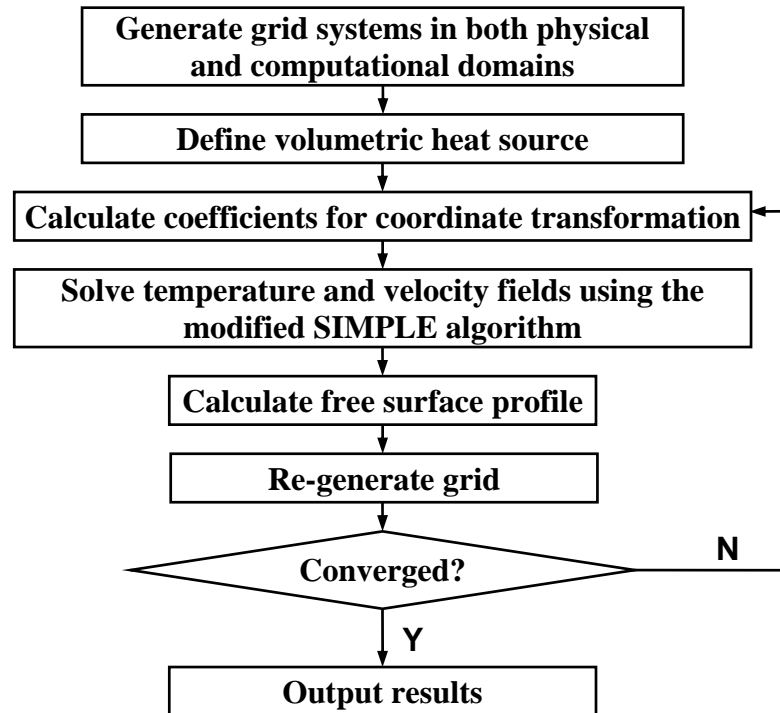 Generate grid systems in both physical
and computational domains
Define volumetric heat source
Calculate coefficients for coordinate transformation
Solve temperature and velocity fields using the
modified SIMPLE algorithm
Calculate free surface profile
Re-generate grid
Converged?
N
Y
Output results